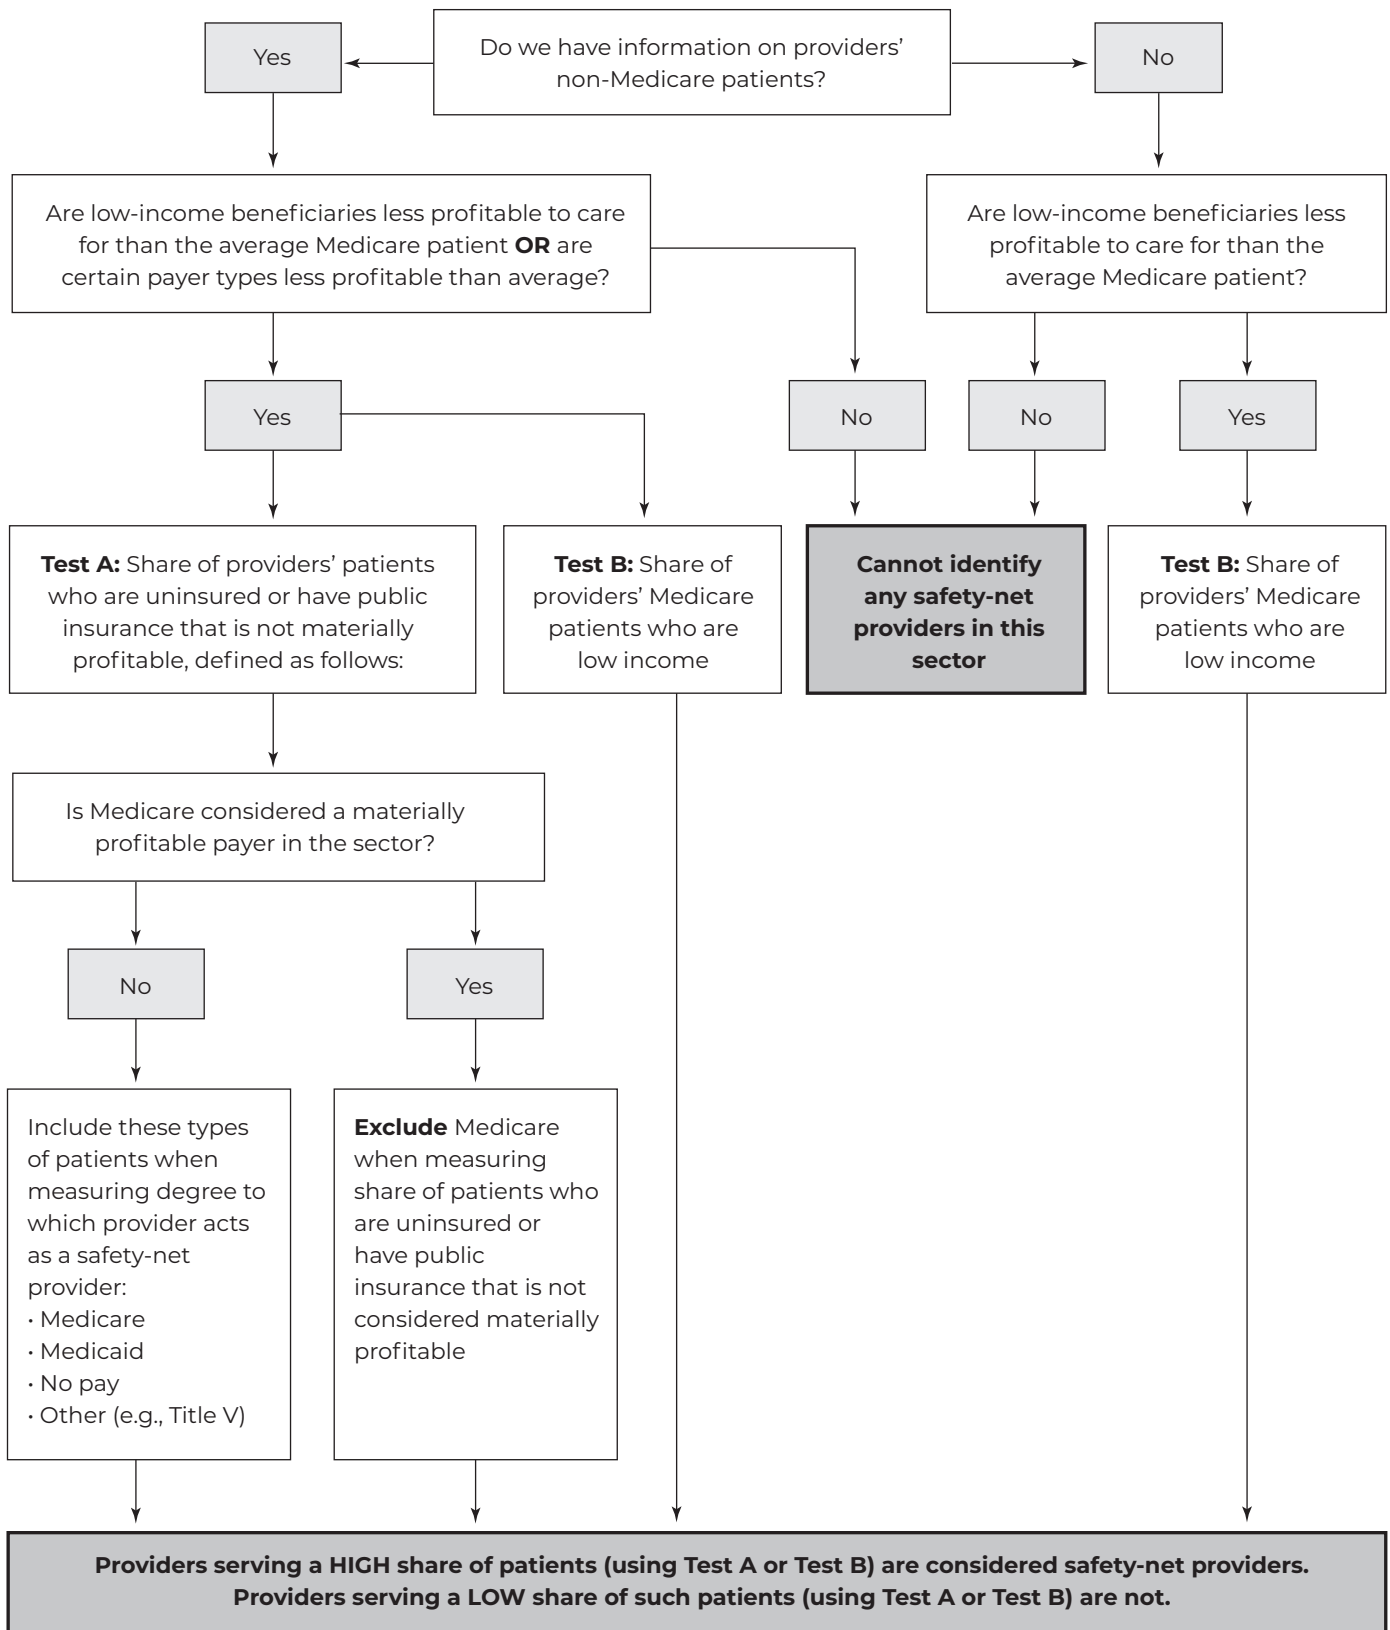 Do we have information on providers’
non-Medicare patients?
Yes
No
Are low-income beneficiaries less profitable to care
for than the average Medicare patient OR are
certain payer types less profitable than average?
Are low-income beneficiaries less
profitable to care for than the
average Medicare patient?
Yes
No
No
Yes
Test A: Share of providers’ patients
who are uninsured or have public
insurance that is not materially
profitable, defined as follows:
Test B: Share of
providers’ Medicare
patients who are
low income
Cannot identify
any safety-net
providers in this
sector
Test B: Share of
providers’ Medicare
patients who are
low income
Is Medicare considered a materially
profitable payer in the sector?
No
Yes
Include these types
of patients when
measuring degree to
which provider acts
as a safety-net
provider:
· Medicare
· Medicaid
· No pay
· Other (e.g., Title V)
Exclude Medicare
when measuring
share of patients who
are uninsured or
have public
insurance that is not
considered materially
profitable
Providers serving a HIGH share of patients (using Test A or Test B) are considered safety-net providers.
Providers serving a LOW share of such patients (using Test A or Test B) are not.